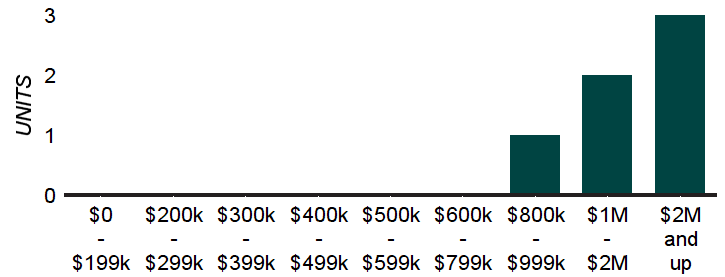 3
2
1
0
UNITS
$0 $200k $300k $400k $500k $600k $800k $1M $2M
- - - - - - - - and
$199k $299k $399k $499k $599k $799k $999k $2M up